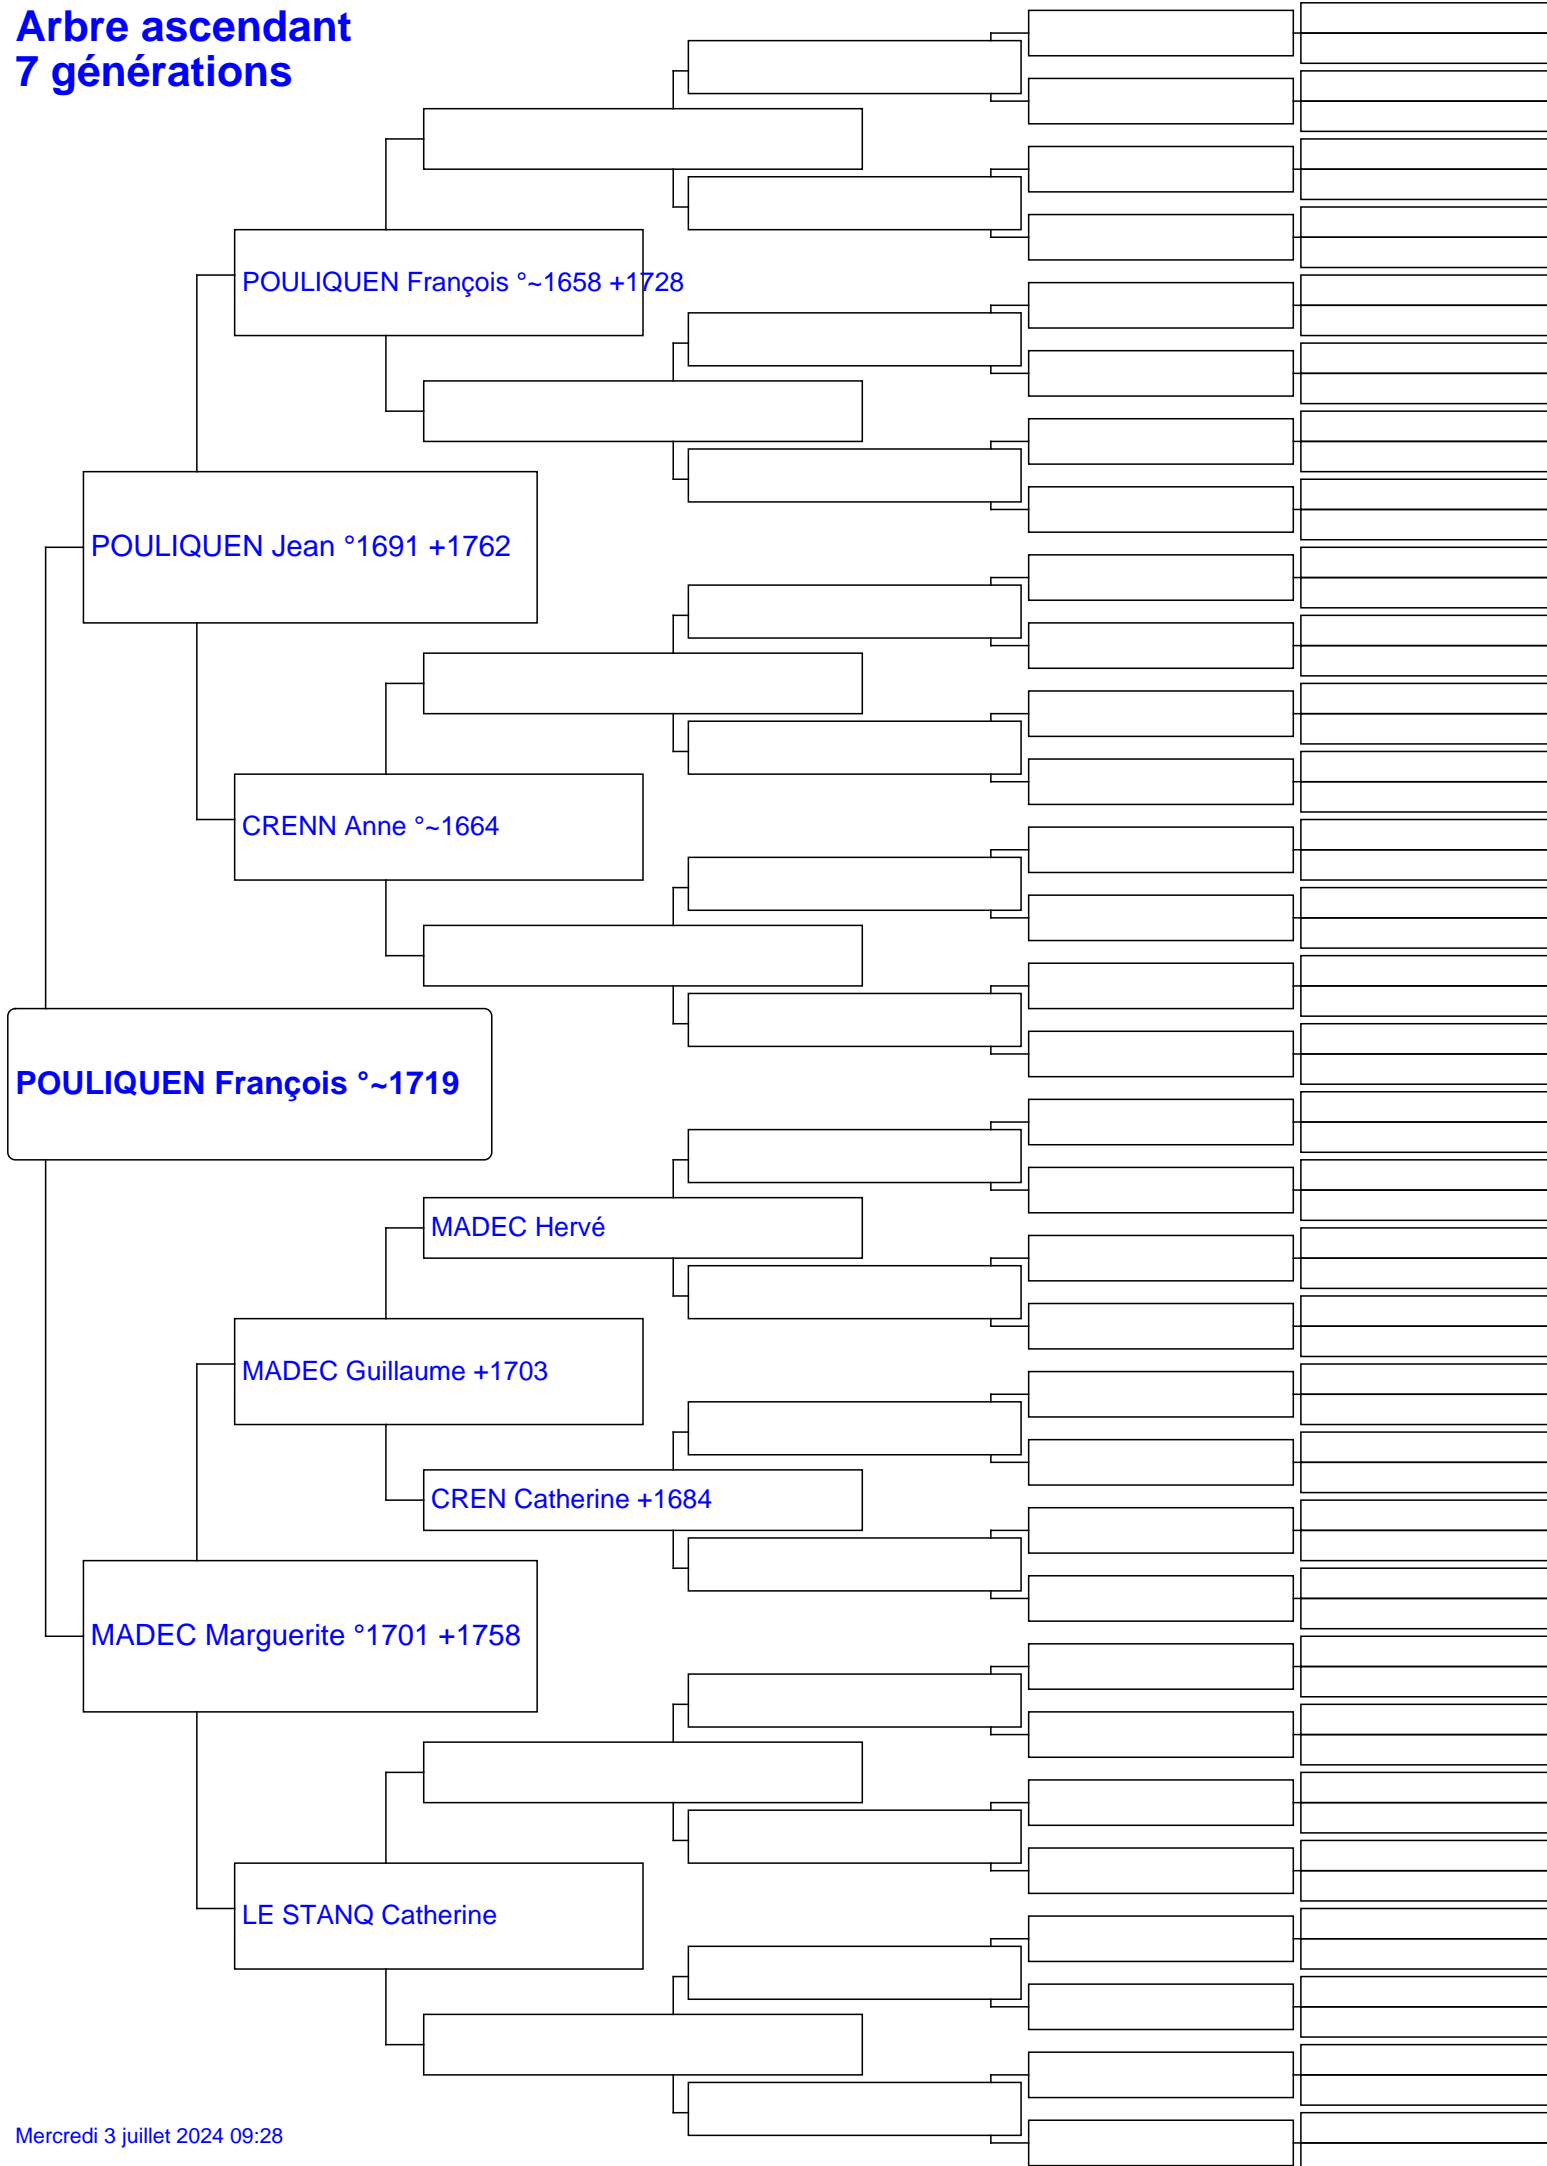 Arbre ascendant
7 générations
POULIQUEN François °~1658 +1728
POULIQUEN Jean °1691 +1762
CRENN Anne °~1664
POULIQUEN François °~1719
MADEC Hervé
MADEC Guillaume +1703
CREN Catherine +1684
MADEC Marguerite °1701 +1758
LE STANQ Catherine
Mercredi 3 juillet 2024 09:28